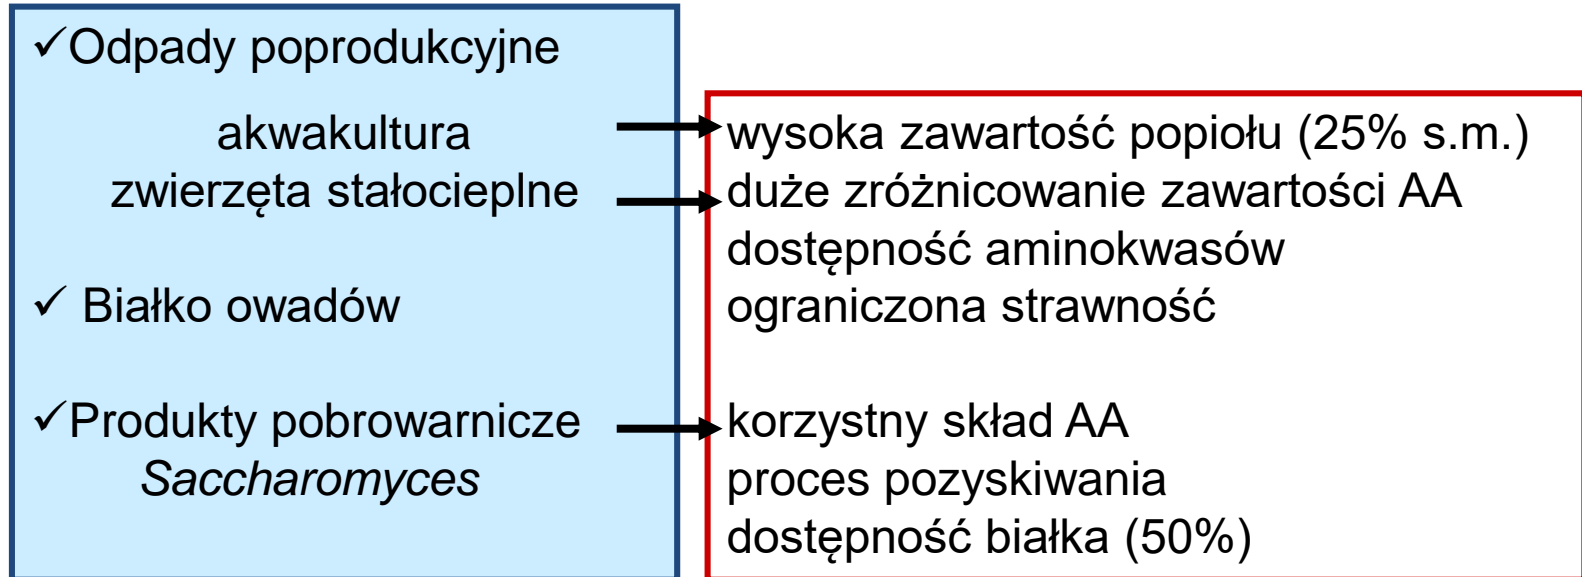 ✓Odpady poprodukcyjne
akwakultura
zwierzęta stałocieplne
✓ Białko owadów
✓Produkty pobrowarnicze
Saccharomyces
wysoka zawartość popiołu (25% s.m.)
duże zróżnicowanie zawartości AA
dostępność aminokwasów
ograniczona strawność
korzystny skład AA
proces pozyskiwania
dostępność białka (50%)